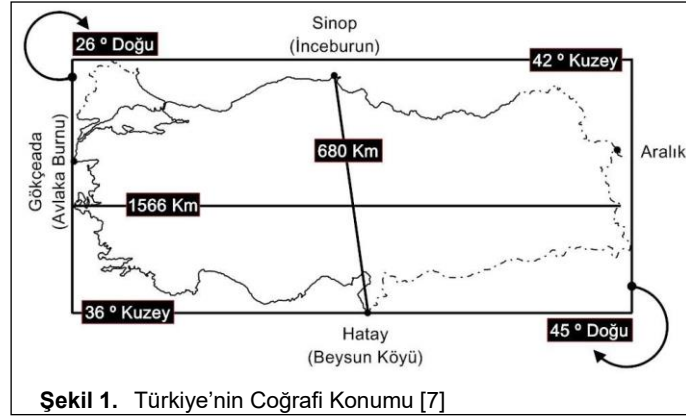 Sinop
(İnceburun)
26 º Doğu
42 º Kuzey
680 Km
Aralık
Gökçeada
(Avlaka Burnu)
1566 Km
36 º Kuzey
Hatay
(Beysun Köyü)
45 º Doğu
Şekil 1. Türkiye’nin Coğrafi Konumu [7]